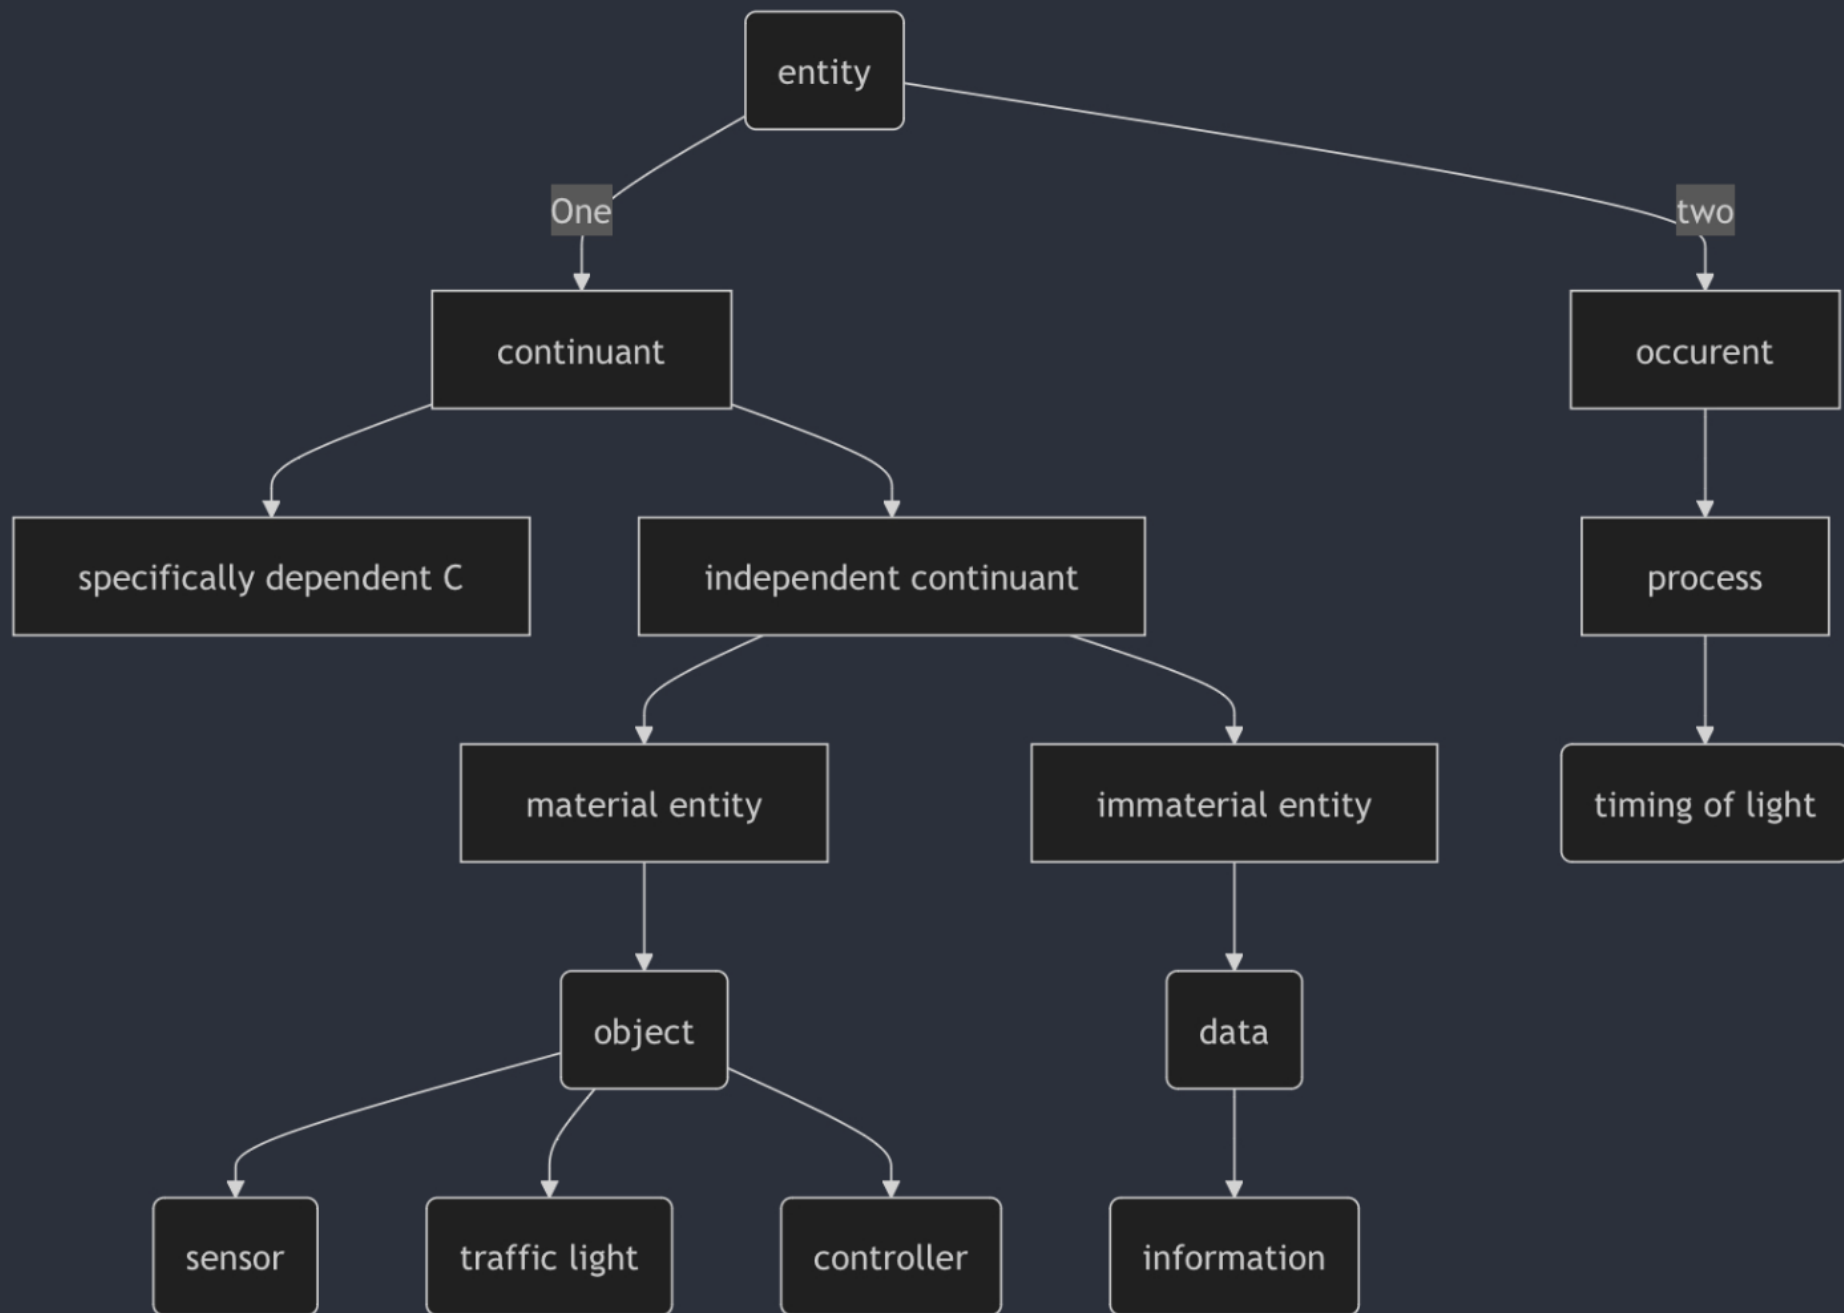 entity
One
two
continuant
occurent
specifically dependent C
independent continuant
process
material entity
immaterial entity
timing of light
object
data
sensor
traffic light
controller
information